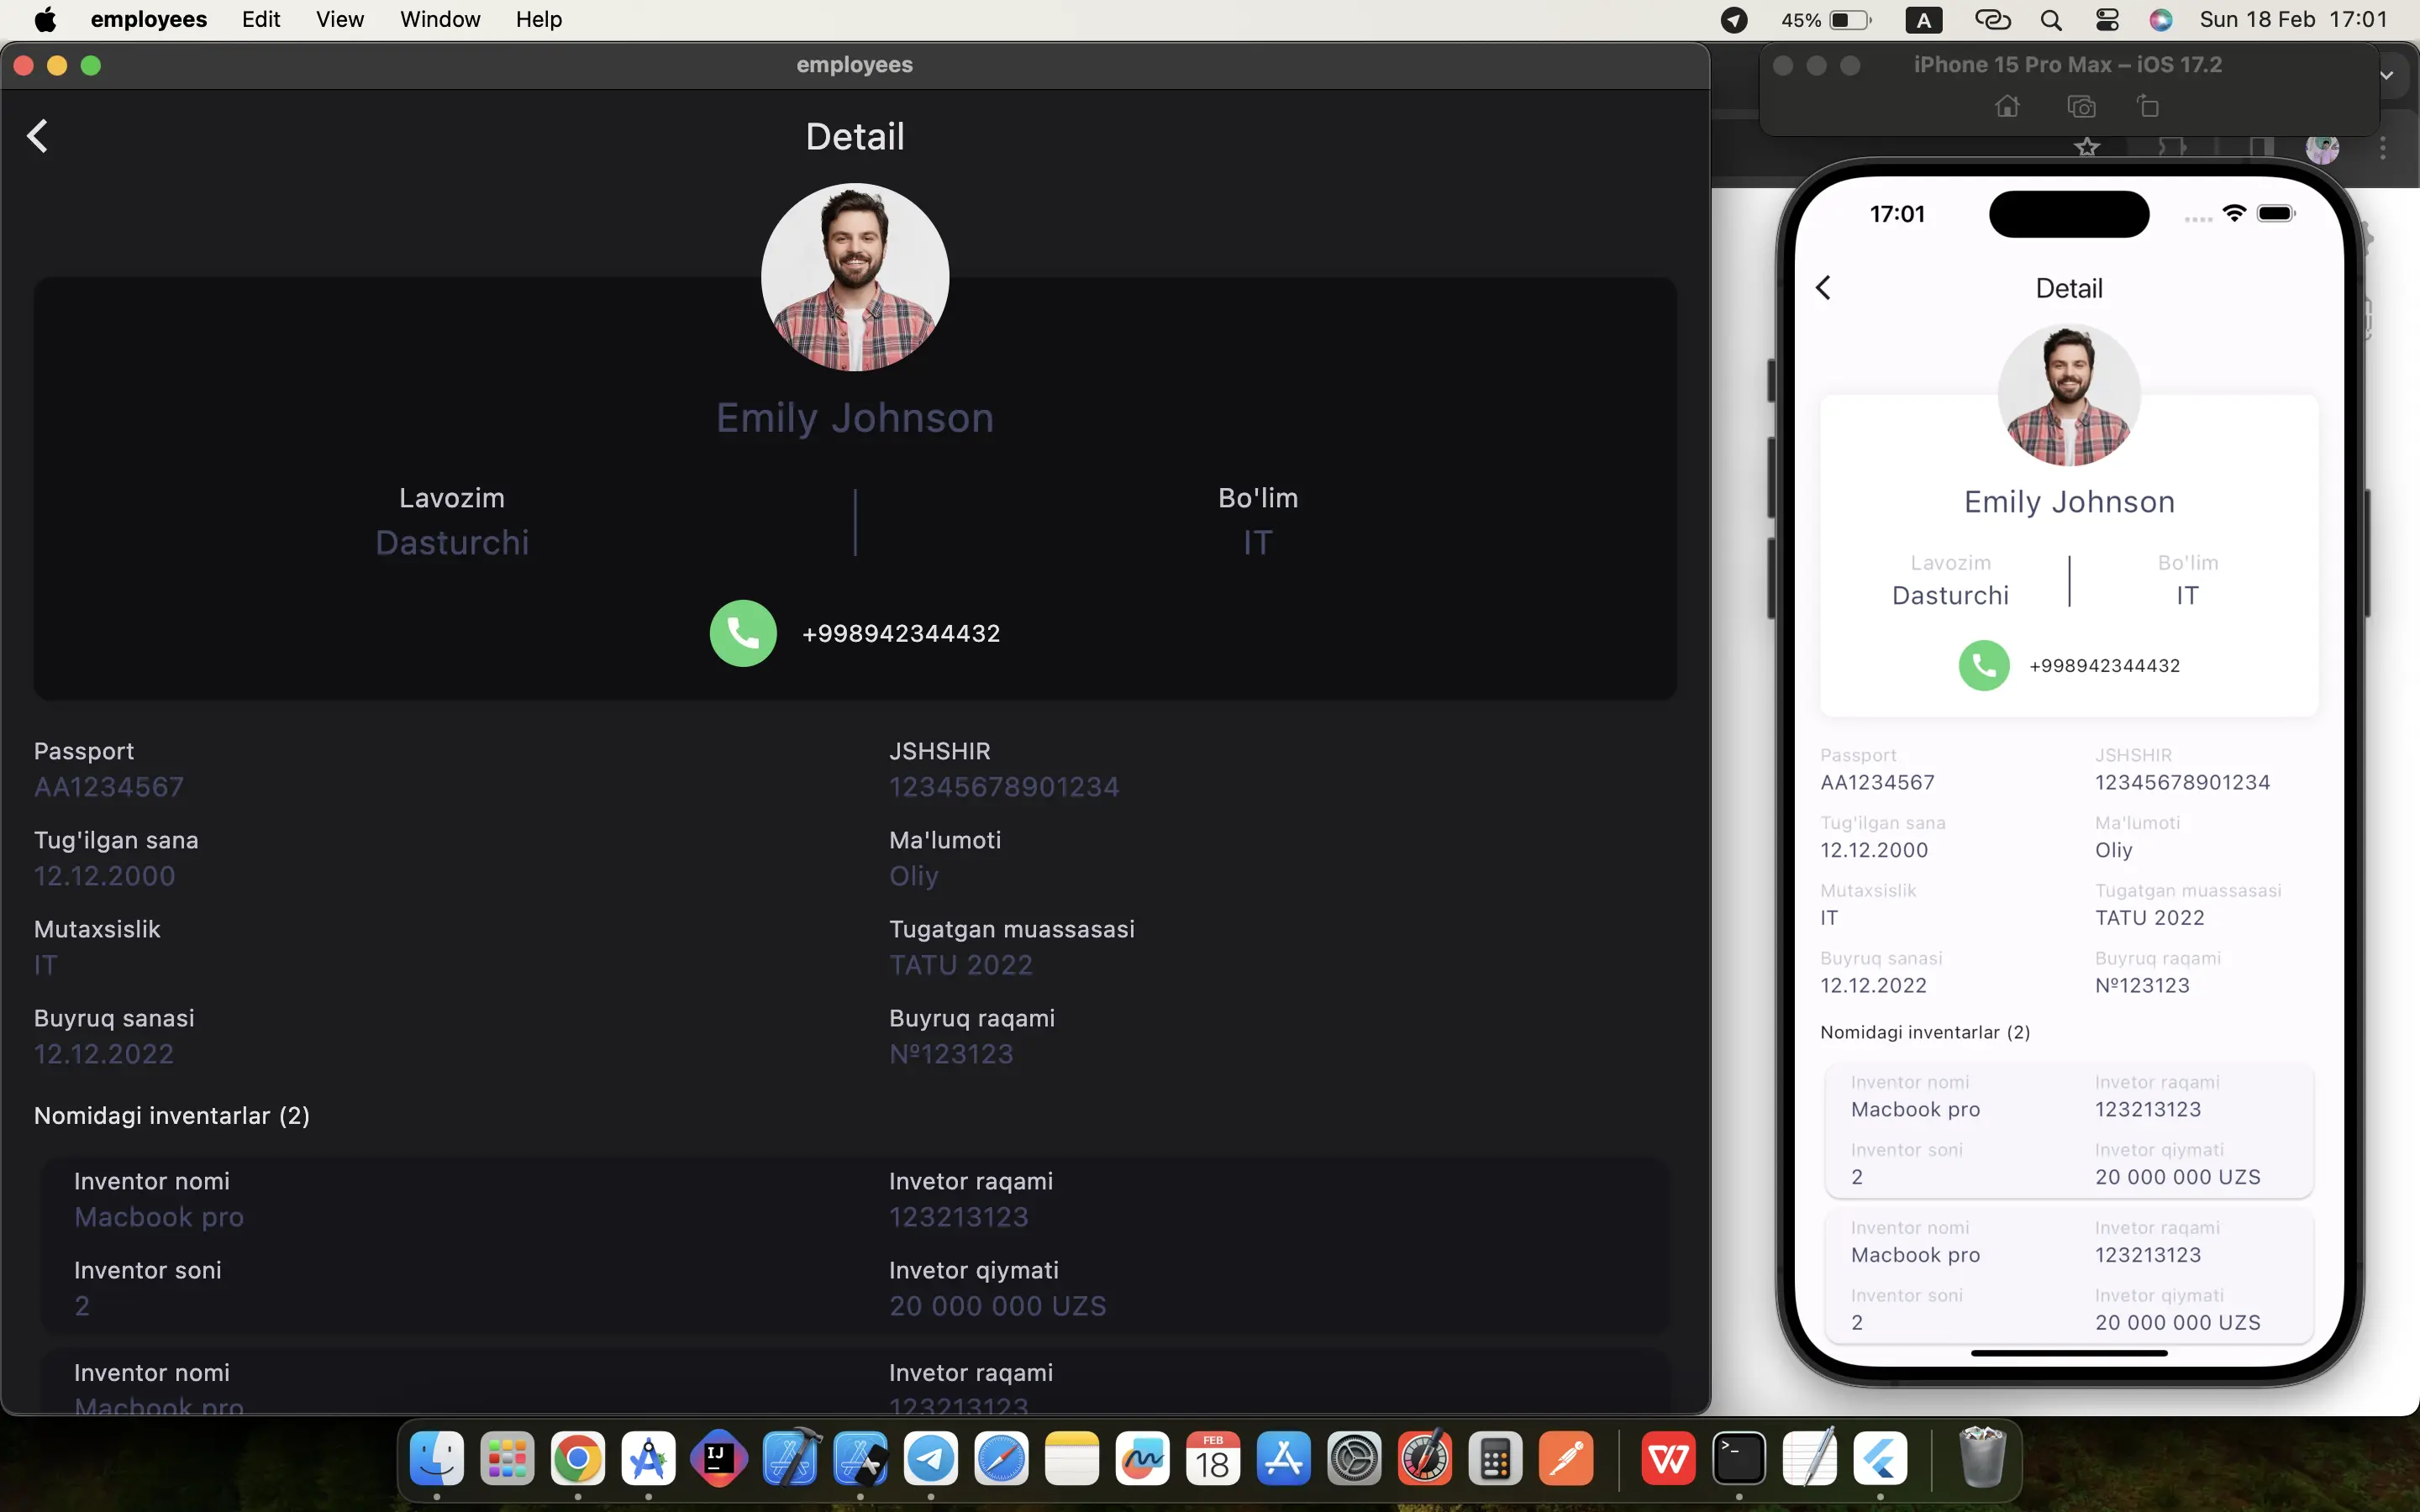 employees Edit View Window Help
45% A Sun 18 Feb 17:01
employees
Detail
Emily Johnson
Lavozim Bo'lim
Dasturchi IT
+998942344432
Passport JSHSHIR
AA1234567 12345678901234
Tug'ilgan sana Ma'lumoti
12.12.2000 Oliy
Mutaxsislik Tugatgan muassasasi
IT TATU 2022
Buyruq sanasi Buyruq raqami
12.12.2022 Nº123123
Nomidagi inventarlar (2)
Inventor nomi Invetor raqami
Macbook pro 123213123
Inventor soni Invetor qiymati
2 20 000 000 UZS
Inventor nomi Invetor raqami
Macbook pro 123213123
iPhone 15 Pro Max – iOS 17.2
17:01
Detail
Emily Johnson
Lavozim Bo'lim
Dasturchi IT
+998942344432
Passport JSHSHIR
AA1234567 12345678901234
Tug'ilgan sana Ma'lumoti
12.12.2000 Oliy
Mutaxsislik Tugatgan muassasasi
IT TATU 2022
Buyruq sanasi Buyruq raqami
12.12.2022 Nº123123
Nomidagi inventarlar (2)
Inventor nomi Invetor raqami
Macbook pro 123213123
Inventor soni Invetor qiymati
2 20 000 000 UZS
Inventor nomi Invetor raqami
Macbook pro 123213123
Inventor soni Invetor qiymati
2 20 000 000 UZS
IJ
FEB
18